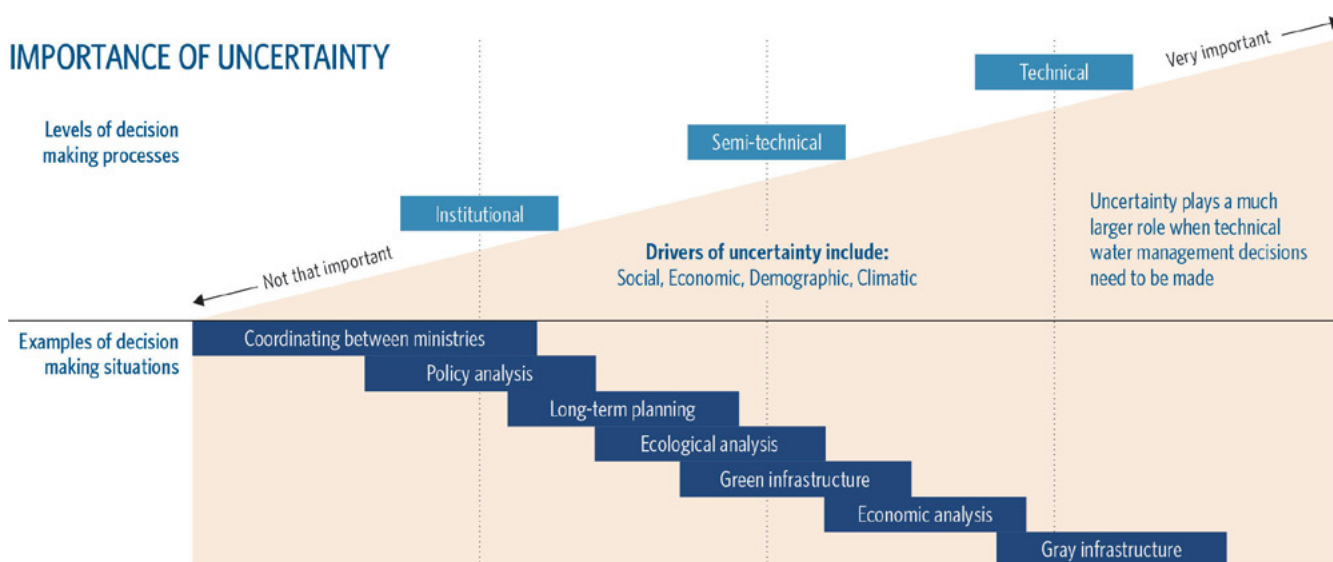 IMPORTANCE OF UNCERTAINTY
Very important
Technical
Levels of decision
making processes
Semi-technical
Institutional
Uncertainty plays a much
larger role when technical
water management decisions
need to be made
Drivers of uncertainty include:
Social, Economic, Demographic, Climatic
Not that important
Examples of decision
making situations
Coordinating between ministries
Policy analysis
Long-term planning
Ecological analysis
Green infrastructure
Economic analysis
Gray infrastructure